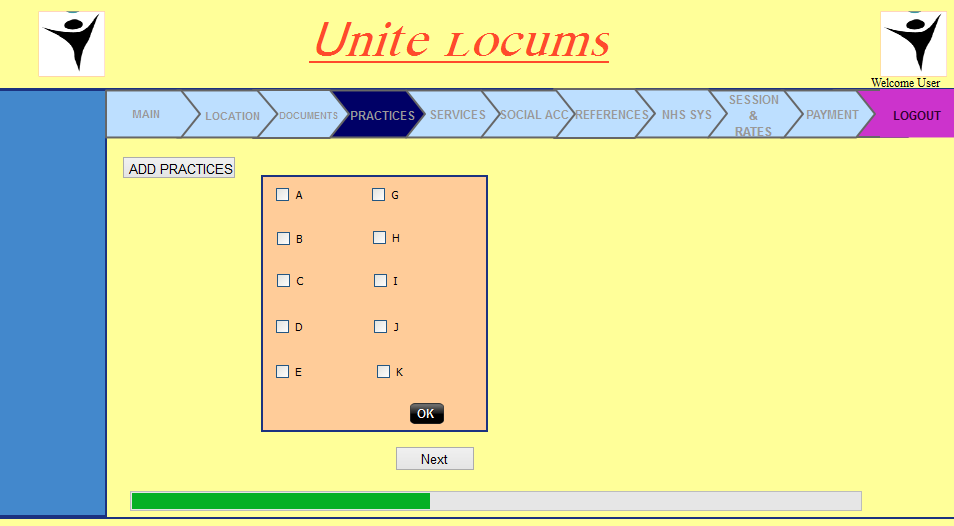 Unite Locums
Welcome User
MAIN
LOCATION
DOCUMENTS
PRACTICES
SERVICES
SOCIAL ACC
REFERENCES
NHS SYS
SESSION
&
RATES
PAYMENT
LOGOUT
ADD PRACTICES
A
G
B
H
C
I
D
J
E
K
OK
Next